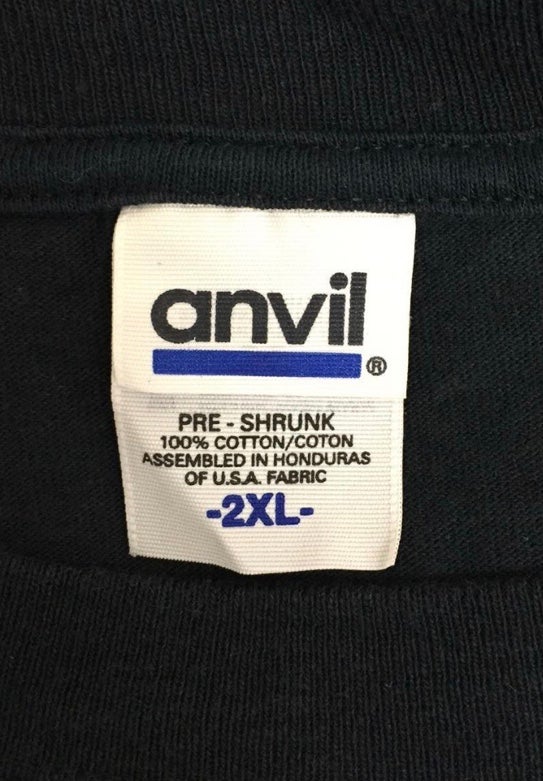 anvil
®
PRE - SHRUNK
100% COTTON/COTON
ASSEMBLED IN HONDURAS
OF U.S.A. FABRIC
-2XL-